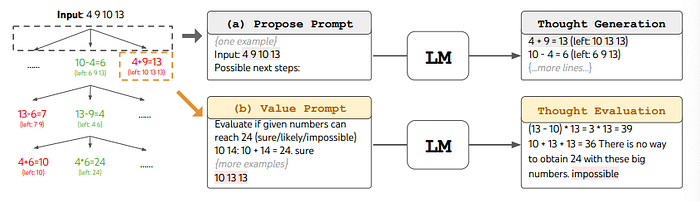 Input: 4 9 10 13
......
10-4=6
(left: 6 9 13)
4+9=13
(left: 10 13 13)
13-6=7
(left: 7 9)
13-9=4
(left: 4 6)
......
4+6=10
(left: 10)
4*6=24
(left: 24)
......
(a) Propose Prompt
{one example}
Input: 4 9 10 13
Possible next steps:
LM
Thought Generation
4 + 9 = 13 (left: 10 13 13)
10 - 4 = 6 (left: 6 9 13)
{...more lines...}
(b) Value Prompt
Evaluate if given numbers can
reach 24 (sure/likely/impossible)
10 14: 10 + 14 = 24. sure
{more examples}
10 13 13
LM
Thought Evaluation
(13 - 10) * 13 = 3 * 13 = 39
10 + 13 + 13 = 36 There is no way
to obtain 24 with these big
numbers. impossible